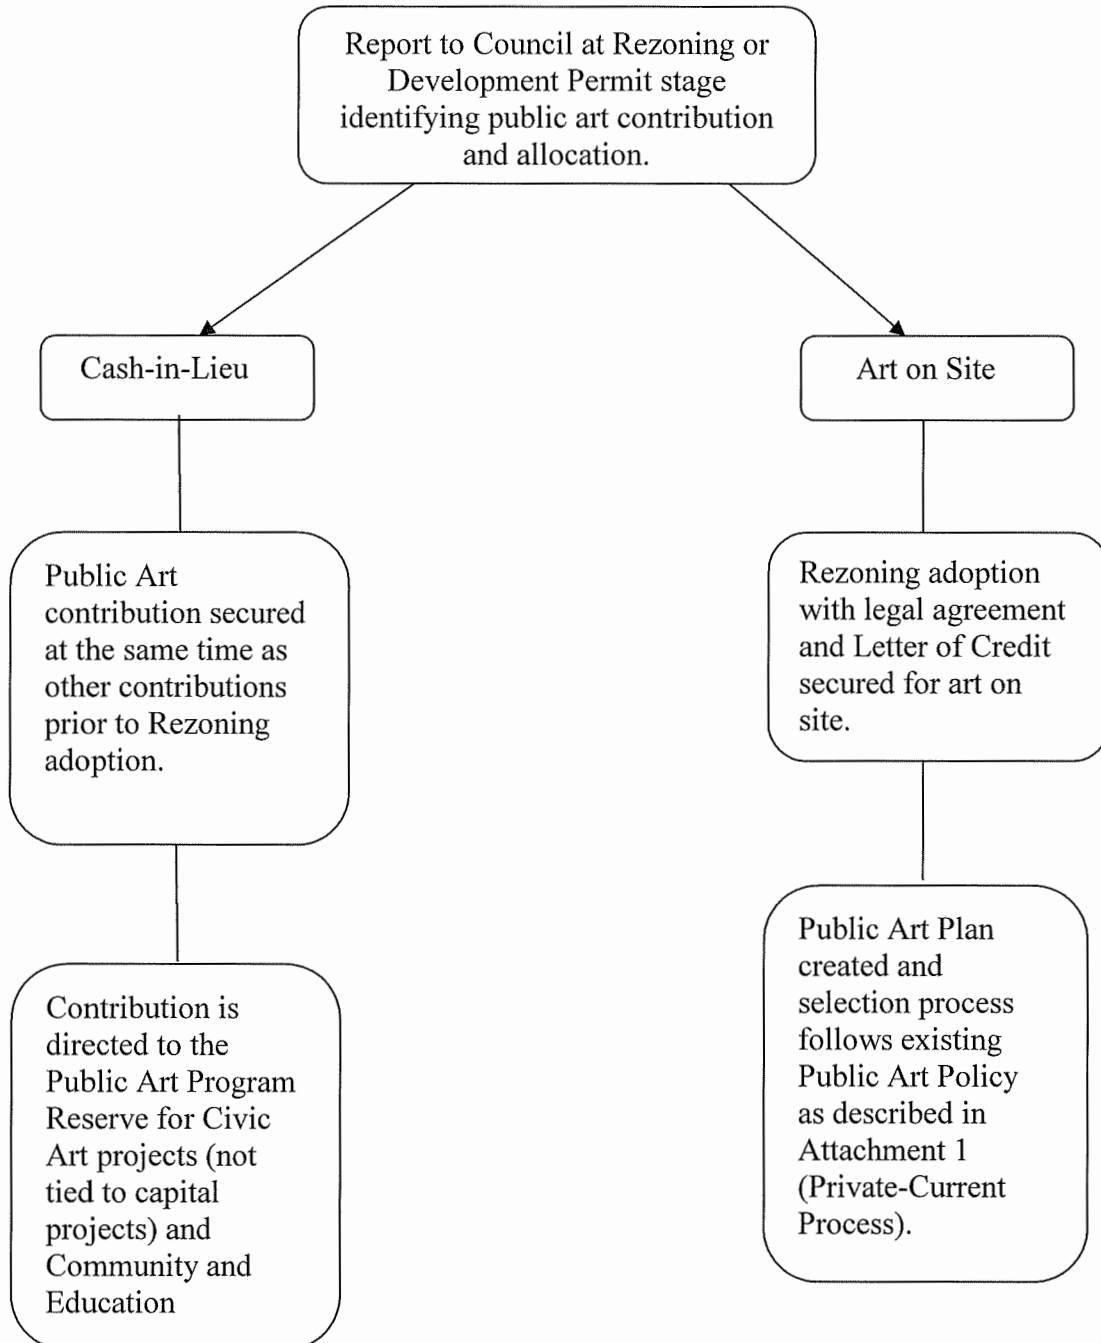 Report to Council at Rezoning or
Development Permit stage
identifying public art contribution
and allocation.
Cash-in-Lieu
Art on Site
Public Art
contribution secured
at the same time as
other contributions
prior to Rezoning
adoption.
Rezoning adoption
with legal agreement
and Letter of Credit
secured for art on
site.
Contribution is
directed to the
Public Art Program
Reserve for Civic
Art projects (not
tied to capital
projects) and
Community and
Education
Public Art Plan
created and
selection process
follows existing
Public Art Policy
as described in
Attachment 1
(Private-Current
Process).